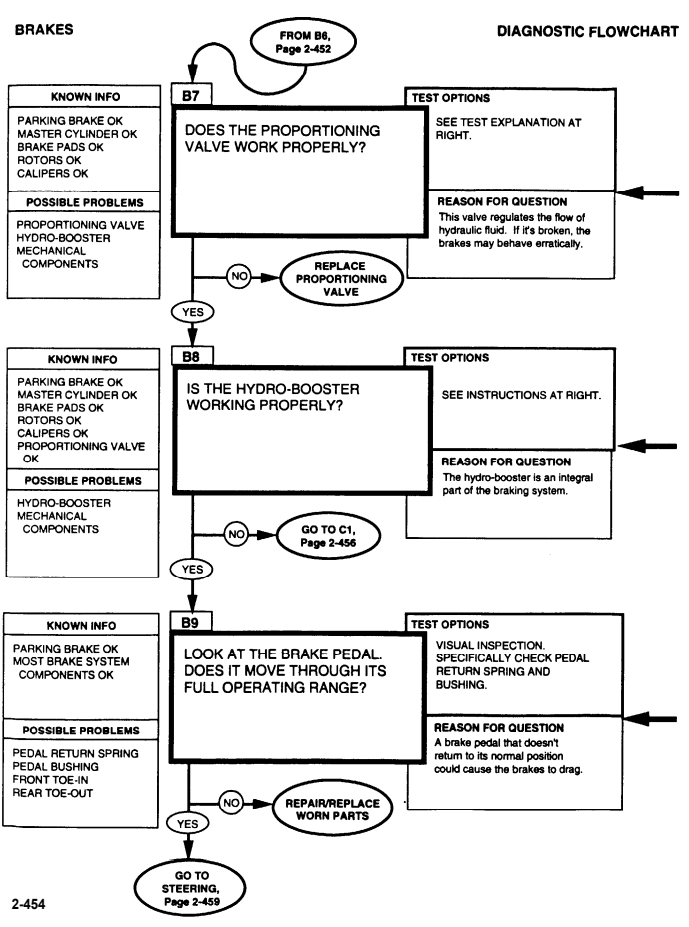 BRAKES
DIAGNOSTIC FLOWCHART
FROM B6,
Page 2-452
KNOWN INFO
PARKING BRAKE OK
MASTER CYLINDER OK
BRAKE PADS OK
ROTORS OK
CALIPERS OK
POSSIBLE PROBLEMS
PROPORTIONING VALVE
HYDRO-BOOSTER
MECHANICAL
COMPONENTS
B7
DOES THE PROPORTIONING
VALVE WORK PROPERLY?
TEST OPTIONS
SEE TEST EXPLANATION AT
RIGHT.
REASON FOR QUESTION
This valve regulates the flow of
hydraulic fluid. If it's broken, the
brakes may behave erratically.
NO
REPLACE
PROPORTIONING
VALVE
YES
KNOWN INFO
PARKING BRAKE OK
MASTER CYLINDER OK
BRAKE PADS OK
ROTORS OK
CALIPERS OK
PROPORTIONING VALVE
OK
POSSIBLE PROBLEMS
HYDRO-BOOSTER
MECHANICAL
COMPONENTS
B8
IS THE HYDRO-BOOSTER
WORKING PROPERLY?
TEST OPTIONS
SEE INSTRUCTIONS AT RIGHT.
REASON FOR QUESTION
The hydro-booster is an integral
part of the braking system.
NO
GO TO C1,
Page 2-456
YES
KNOWN INFO
PARKING BRAKE OK
MOST BRAKE SYSTEM
COMPONENTS OK
POSSIBLE PROBLEMS
PEDAL RETURN SPRING
PEDAL BUSHING
FRONT TOE-IN
REAR TOE-OUT
B9
LOOK AT THE BRAKE PEDAL.
DOES IT MOVE THROUGH ITS
FULL OPERATING RANGE?
TEST OPTIONS
VISUAL INSPECTION.
SPECIFICALLY CHECK PEDAL
RETURN SPRING AND
BUSHING.
REASON FOR QUESTION
A brake pedal that doesn't
return to its normal position
could cause the brakes to drag.
NO
REPAIR/REPLACE
WORN PARTS
YES
GO TO
STEERING,
Page 2-459
2-454